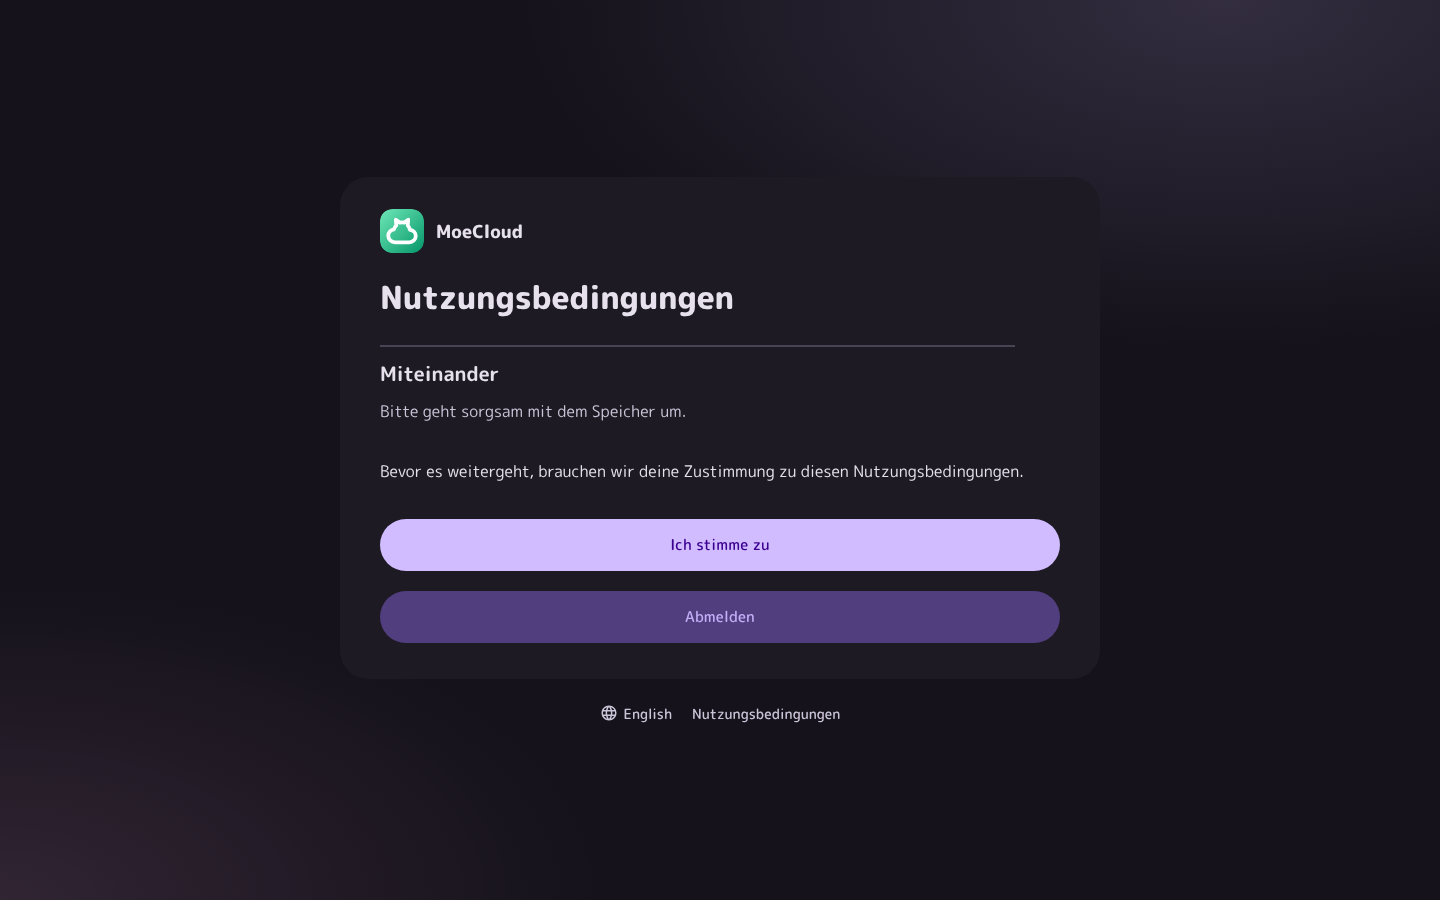 MoeCloud
Nutzungsbedingungen
Miteinander
Bitte geht sorgsam mit dem Speicher um.
Bevor es weitergeht, brauchen wir deine Zustimmung zu diesen Nutzungsbedingungen.
Ich stimme zu
Abmelden
English Nutzungsbedingungen